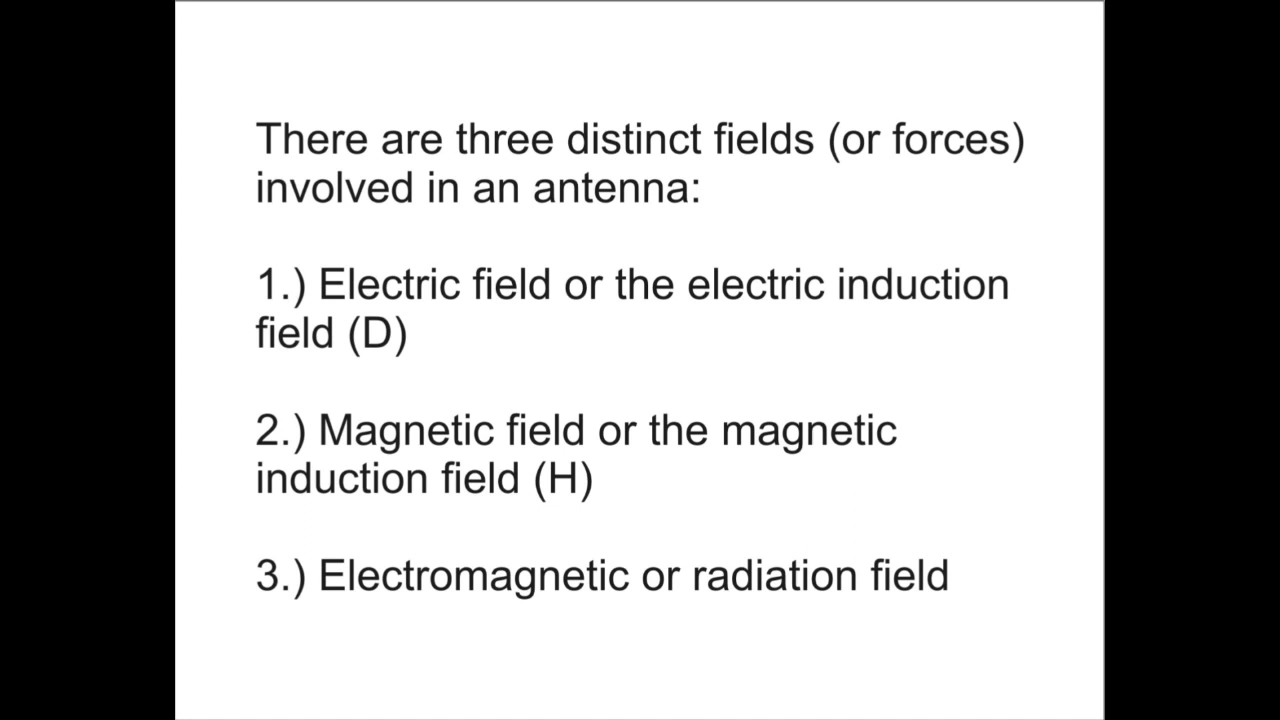 There are three distinct fields (or forces)
involved in an antenna:
1.) Electric field or the electric induction
field (D)
2.) Magnetic field or the magnetic
induction field (H)
3.) Electromagnetic or radiation field